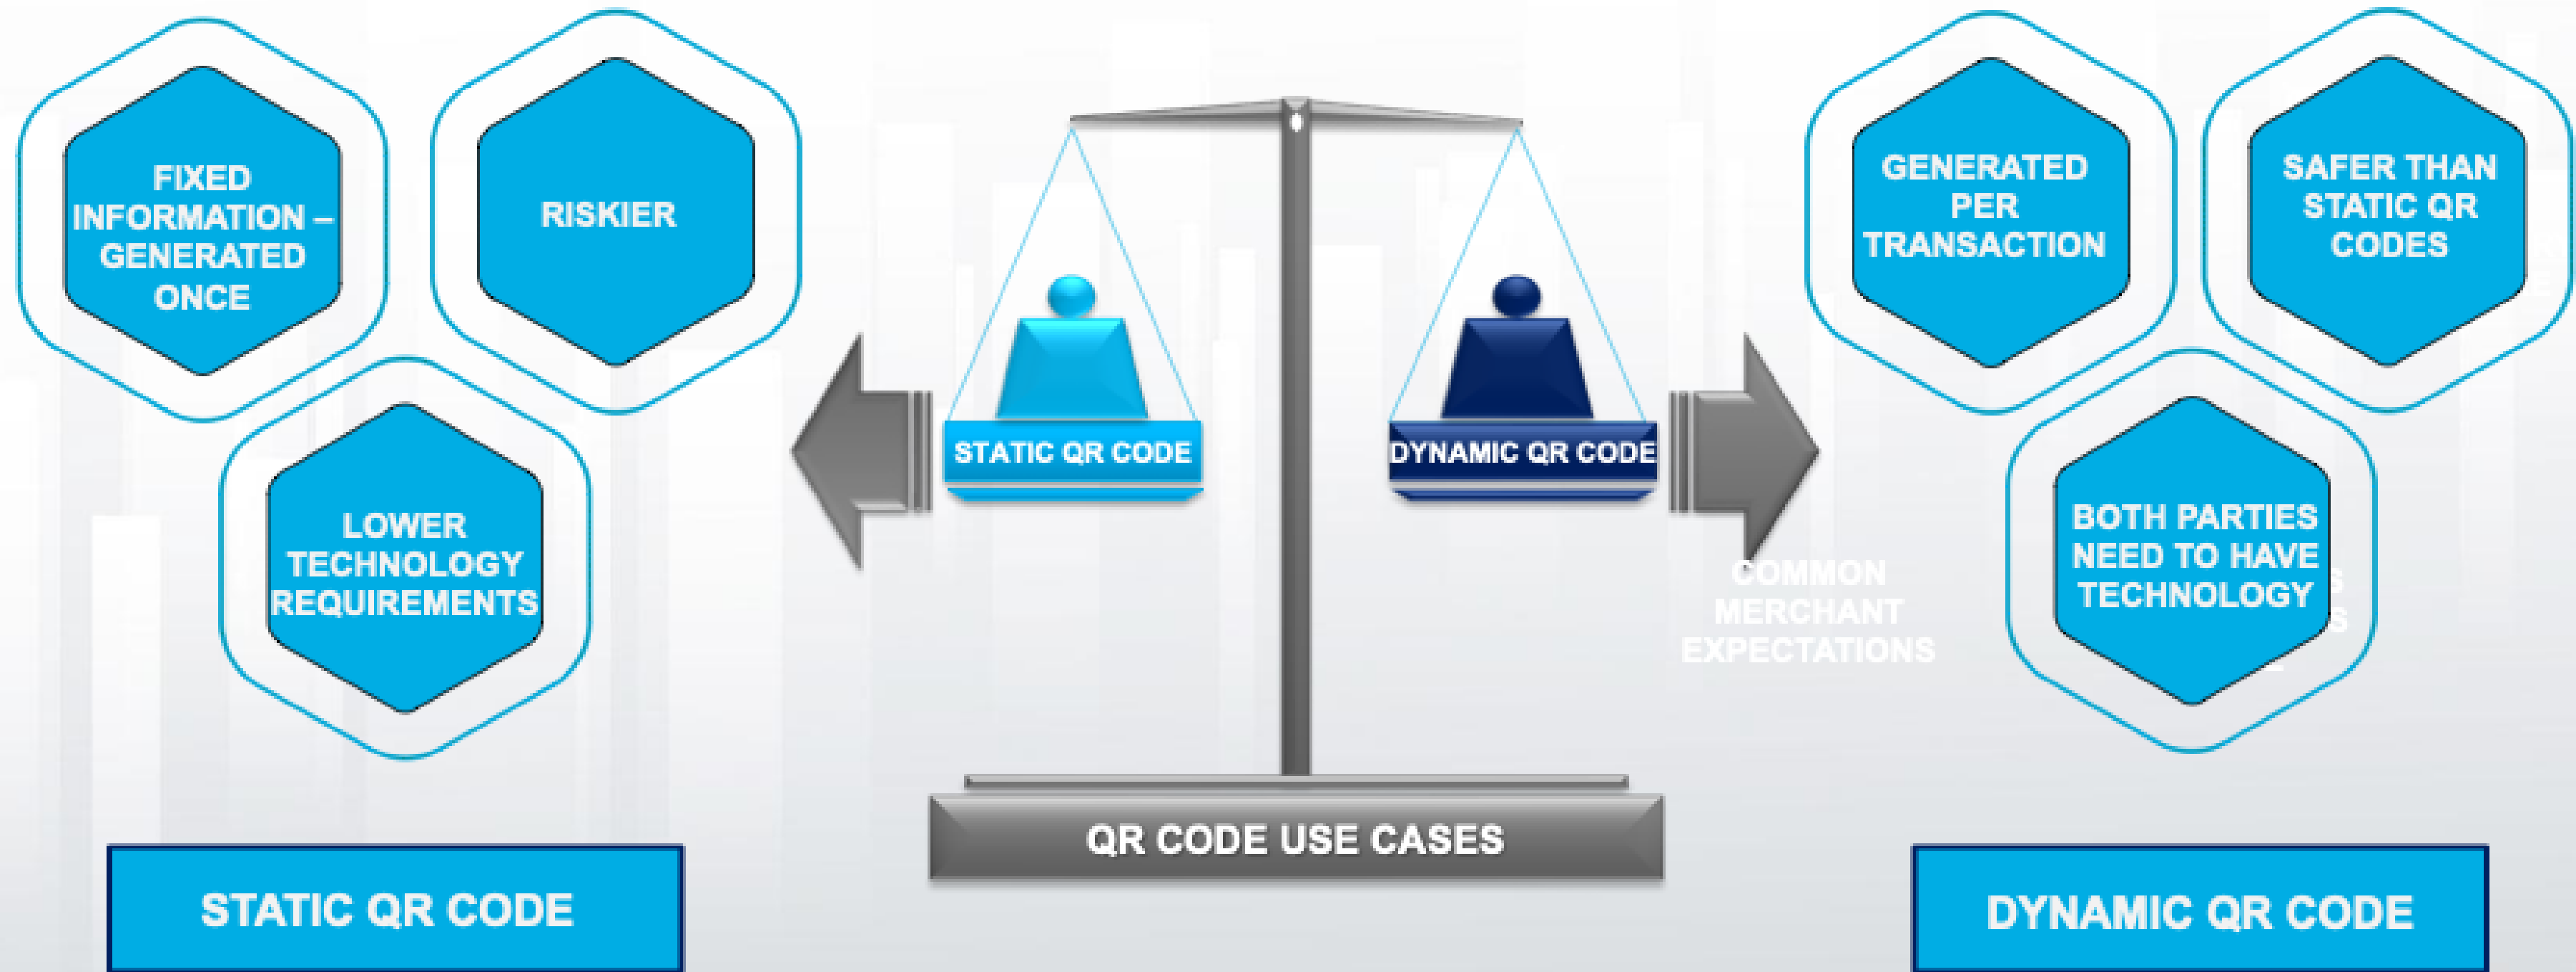 FIXED
INFORMATION –
GENERATED
ONCE
RISKIER
LOWER
TECHNOLOGY
REQUIREMENTS
STATIC QR CODE
STATIC QR CODE
DYNAMIC QR CODE
QR CODE USE CASES
GENERATED
PER
TRANSACTION
SAFER THAN
STATIC QR
CODES
BOTH PARTIES
NEED TO HAVE
TECHNOLOGY
COMMON
MERCHANT
EXPECTATIONS
DYNAMIC QR CODE